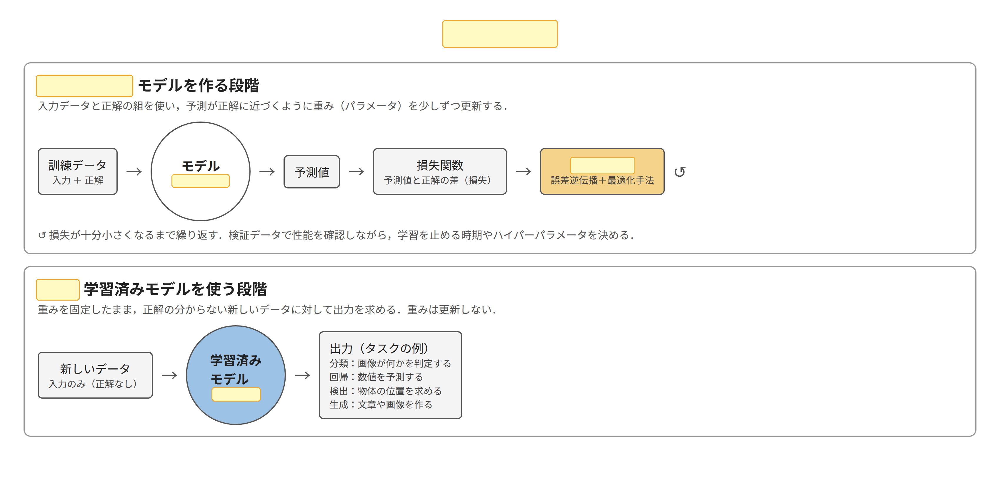 モデルを作る段階
入力データと正解の組を使い，予測が正解に近づくように重み（パラメータ）を少しずつ更新する．
訓練データ
入力 ＋ 正解
→
モデル
→
予測値
→
損失関数
予測値と正解の差（損失）
→
誤差逆伝播＋最適化手法
↺
↺ 損失が十分小さくなるまで繰り返す．検証データで性能を確認しながら，学習を止める時期やハイパーパラメータを決める．
学習済みモデルを使う段階
重みを固定したまま，正解の分からない新しいデータに対して出力を求める．重みは更新しない．
新しいデータ
入力のみ（正解なし）
→
学習済み
モデル
→
出力（タスクの例）
分類：画像が何かを判定する
回帰：数値を予測する
検出：物体の位置を求める
生成：文章や画像を作る